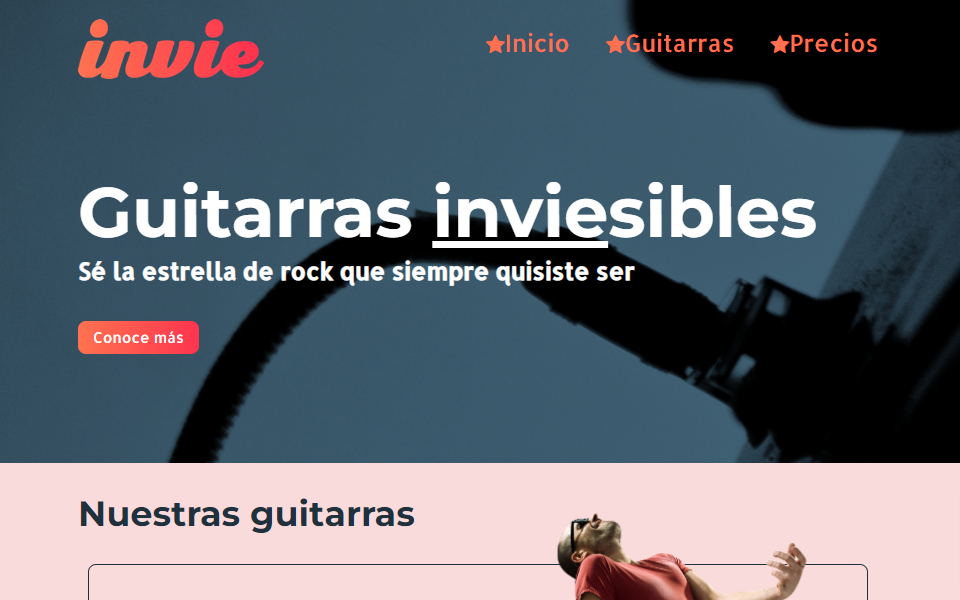 invie
Inicio Guitarras Precios
Guitarras inviesibles
Sé la estrella de rock que siempre quisiste ser
Conoce más
Nuestras guitarras